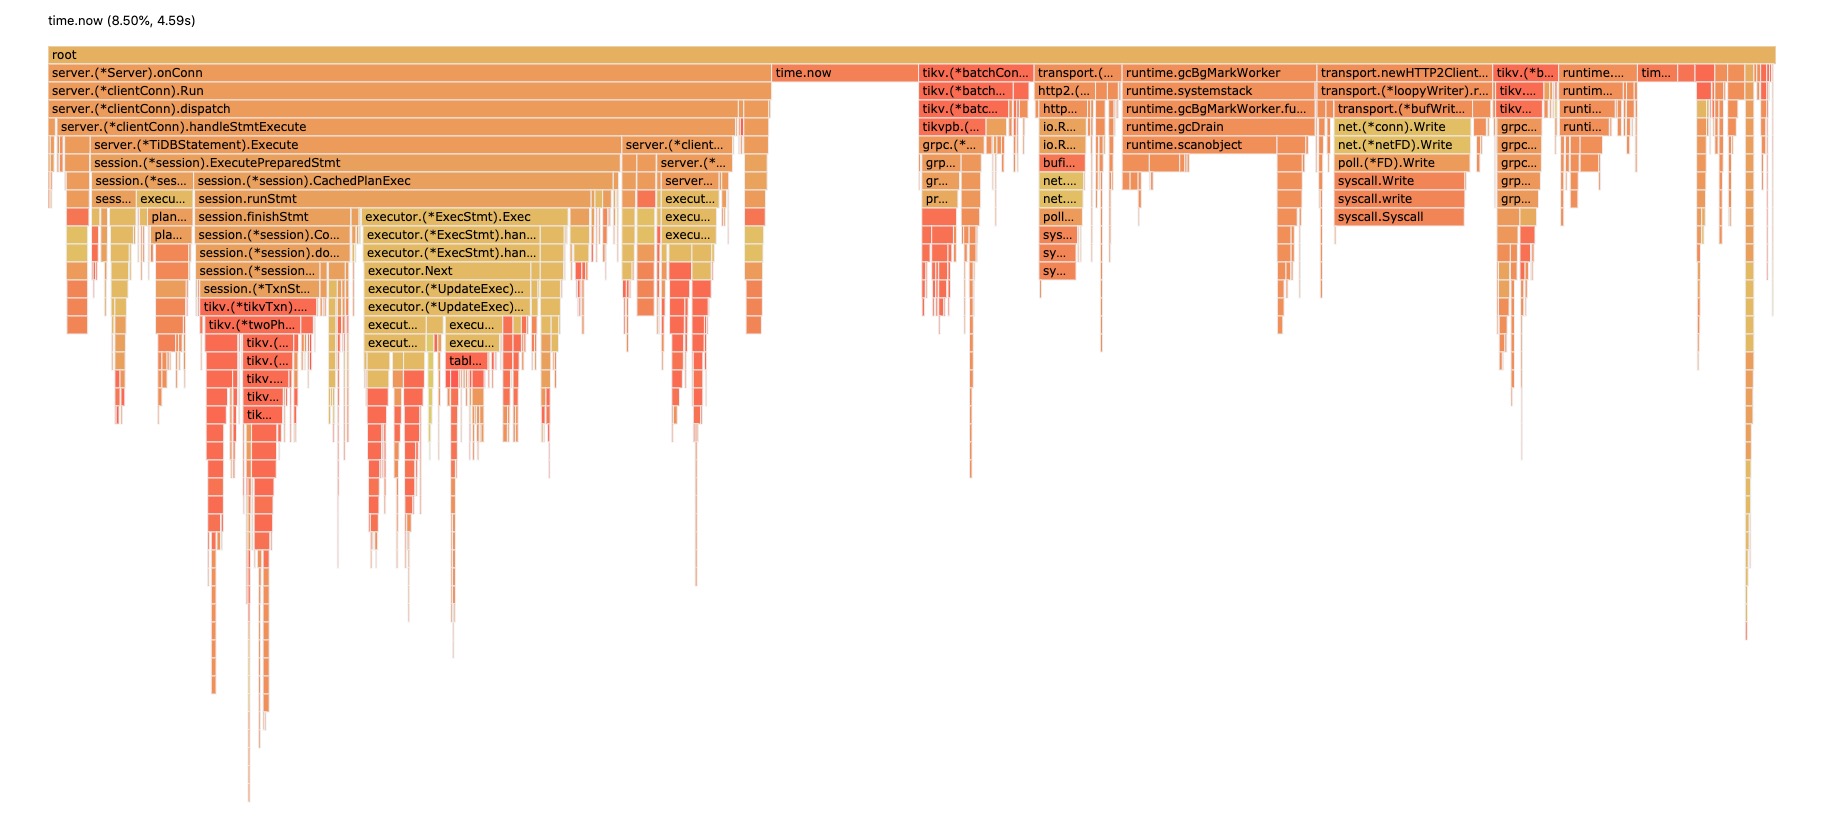 time.now (8.50%, 4.59s)
root
server.(*Server).onConn time.now tikv.(*batchCon... transport.(... runtime.gcBgMarkWorker transport.newHTTP2Client... tikv.(*b... runtime.... tim...
server.(*clientConn).Run tikv.(*batch... http2.(... runtime.systemstack transport.(*loopyWriter).r... tikv.... runtim...
server.(*clientConn).dispatch tikv.(*batc... http... runtime.gcBgMarkWorker.fu... transport.(*bufWrit... tikv... runti...
server.(*clientConn).handleStmtExecute tikvpb.(... io.R... runtime.gcDrain net.(*conn).Write grpc... runti...
server.(*TiDBStatement).Execute server.(*client... grpc.(*... io.R... runtime.scanobject net.(*netFD).Write grpc...
session.(*session).ExecutePreparedStmt server.(*... grp... bufi... poll.(*FD).Write grpc...
session.(*ses... session.(*session).CachedPlanExec server... gr... net.... syscall.Write grp...
sess... execu... session.runStmt execut... pr... net.... syscall.write grp...
plan... session.finishStmt executor.(*ExecStmt).Exec execu... poll... syscall.Syscall
pla... session.(*session).Co... executor.(*ExecStmt).han... execu... sys...
session.(*session).do... executor.(*ExecStmt).han... sy...
session.(*session... executor.Next sy...
session.(*TxnSt... executor.(*UpdateExec)...
tikv.(*tikvTxn).... executor.(*UpdateExec)...
tikv.(*twoPh... execut... execu...
tikv.(... execut... execu...
tikv.(... tabl...
tikv....
tikv...
tik...